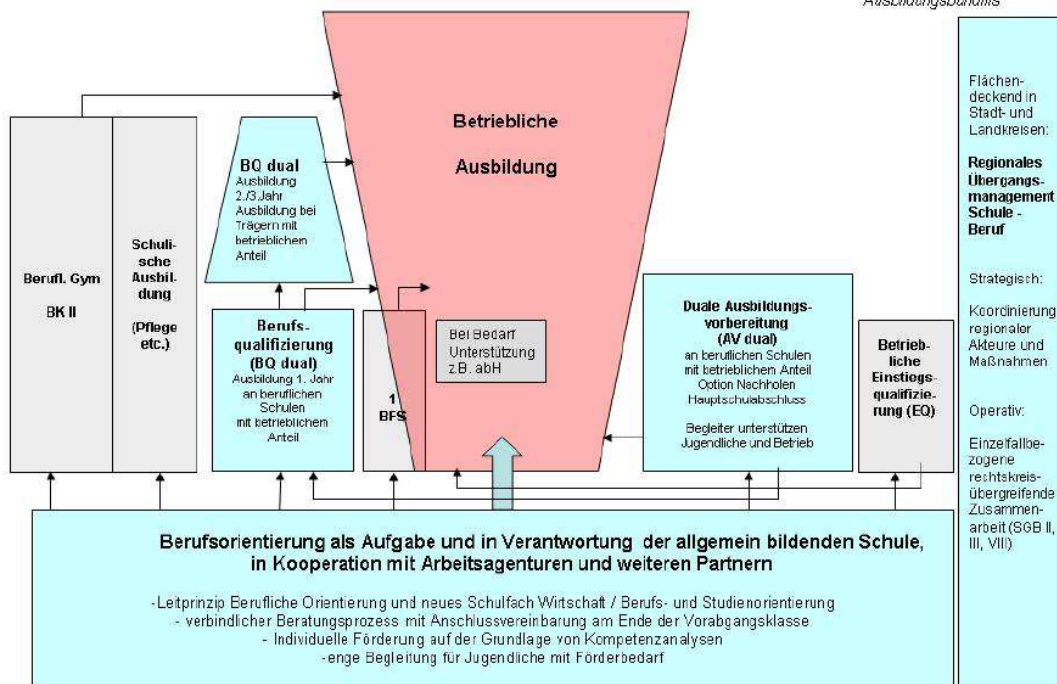 Ausbildungsbündnis
Betriebliche
Ausbildung
Berufl. Gym
BK II
Schuli-
sche
Ausbil-
dung
(Pflege
etc.)
BQ dual
Ausbildung
2./3.Jahr
Ausbildung bei
Trägern mit
betrieblichem
Anteil
Berufs-
qualifizierung
(BQ dual)
Ausbildung 1. Jahr
an beruflichen
Schulen
mit betrieblichem
Anteil
1
BFS
Bei Bedarf
Unterstützung
z.B. abH
Duale Ausbildungs-
vorbereitung
(AV dual)
an beruflichen Schulen
mit betrieblichem Anteil
Option Nachholen
Hauptschulabschluss
Begleiter unterstützen
Jugendliche und Betrieb
Betrieb-
liche
Einstiegs-
qualifizie-
rung (EQ)
Flächen-
deckend in
Stadt- und
Landkreisen:
Regionales
Übergangs-
management
Schule -
Beruf
Strategisch:
Koordinierung
regionaler
Akteure und
Maßnahmen
Operativ:
Einzelfallbe-
zogene
rechtskreis-
übergreifende
Zusammen-
arbeit (SGB II,
III, VIII)
Berufsorientierung als Aufgabe und in Verantwortung der allgemein bildenden Schule,
in Kooperation mit Arbeitsagenturen und weiteren Partnern
-Leitprinzip Berufliche Orientierung und neues Schulfach Wirtschaft / Berufs- und Studienorientierung
- verbindlicher Beratungsprozess mit Anschlussvereinbarung am Ende der Vorabgangsklasse
- Individuelle Förderung auf der Grundlage von Kompetenzanalysen
-enge Begleitung für Jugendliche mit Förderbedarf